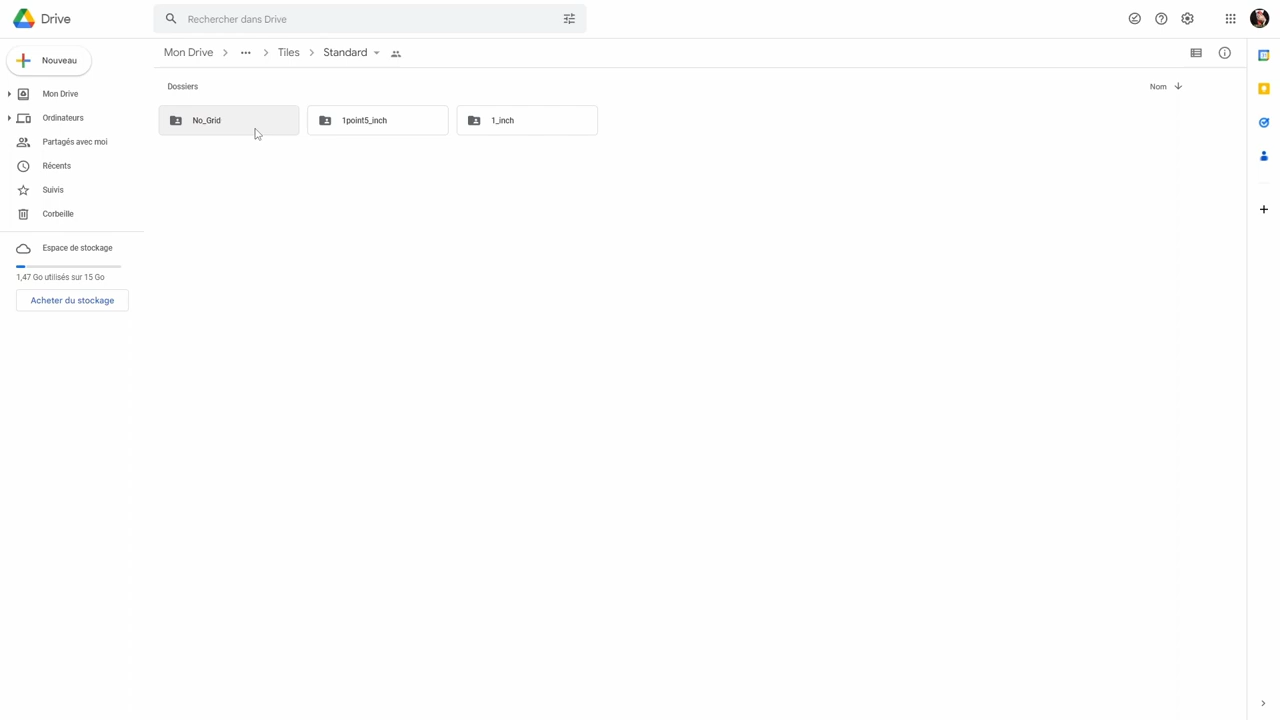 Drive
Rechercher dans Drive
Mon Drive > ... > Tiles > Standard
Nouveau
Mon Drive
Ordinateurs
Partagés avec moi
Récents
Suivis
Corbeille
Espace de stockage
1,47 Go utilisés sur 15 Go
Acheter du stockage
Dossiers
Nom
No_Grid
1point5_inch
1_inch